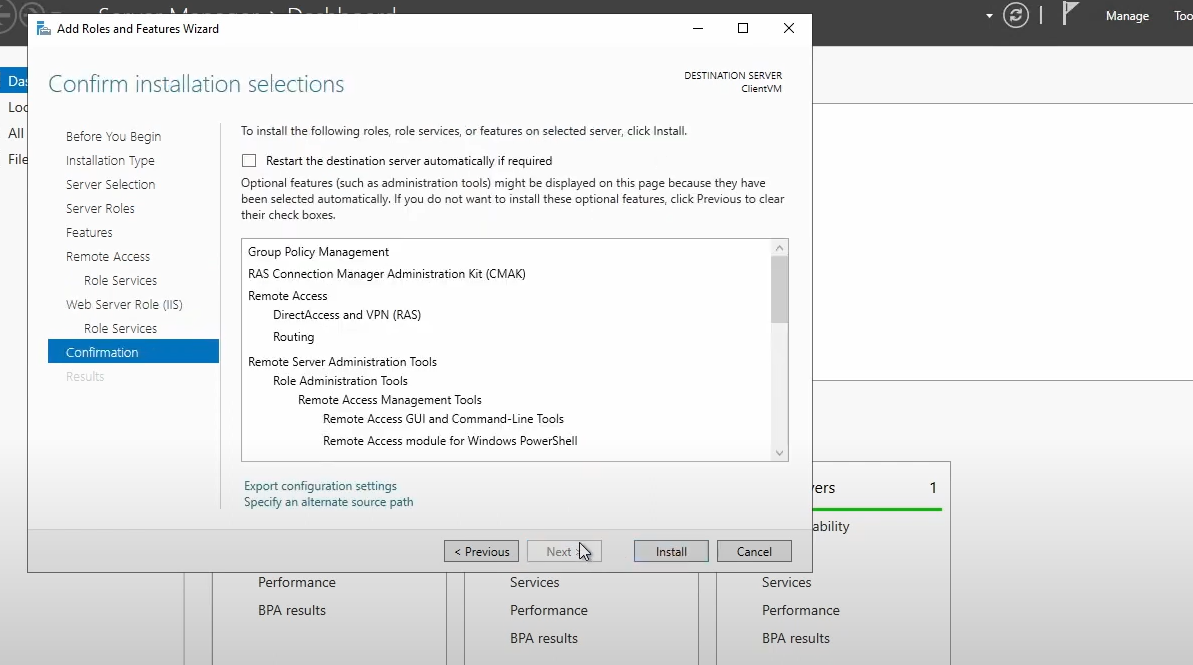 Server Manager Dashboard
Manage
Too
Add Roles and Features Wizard
Das
Loc
All
File
Confirm installation selections
DESTINATION SERVER
ClientVM
Before You Begin
Installation Type
Server Selection
Server Roles
Features
Remote Access
Role Services
Web Server Role (IIS)
Role Services
Confirmation
Results
To install the following roles, role services, or features on selected server, click Install.
Restart the destination server automatically if required
Optional features (such as administration tools) might be displayed on this page because they have
been selected automatically. If you do not want to install these optional features, click Previous to clear
their check boxes.
Group Policy Management
RAS Connection Manager Administration Kit (CMAK)
Remote Access
DirectAccess and VPN (RAS)
Routing
Remote Server Administration Tools
Role Administration Tools
Remote Access Management Tools
Remote Access GUI and Command-Line Tools
Remote Access module for Windows PowerShell
Export configuration settings
Specify an alternate source path
< Previous
Next >
Install
Cancel
vers 1
ability
Performance
BPA results
Services
Performance
BPA results
Services
Performance
BPA results